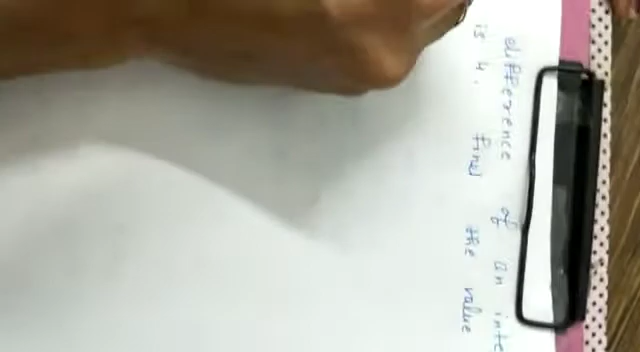 difference of an inte
is 4. find the value